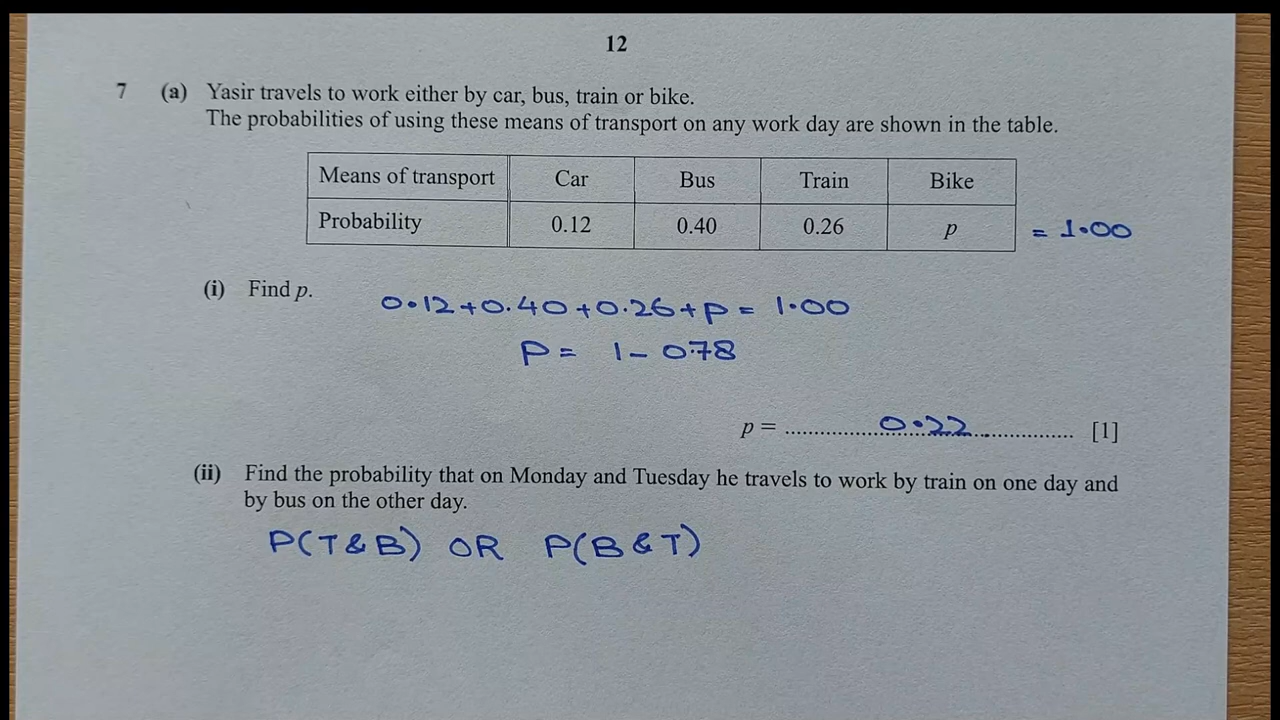 12
7 (a) Yasir travels to work either by car, bus, train or bike.
The probabilities of using these means of transport on any work day are shown in the table.
Means of transport Car Bus Train Bike
Probability 0.12 0.40 0.26 p = 1.00
(i) Find p.
0.12+0.40+0.26+p = 1.00
P = 1 - 0.78
p = ........ 0.22 ........ [1]
(ii) Find the probability that on Monday and Tuesday he travels to work by train on one day and
by bus on the other day.
P(T & B) OR P(B & T)